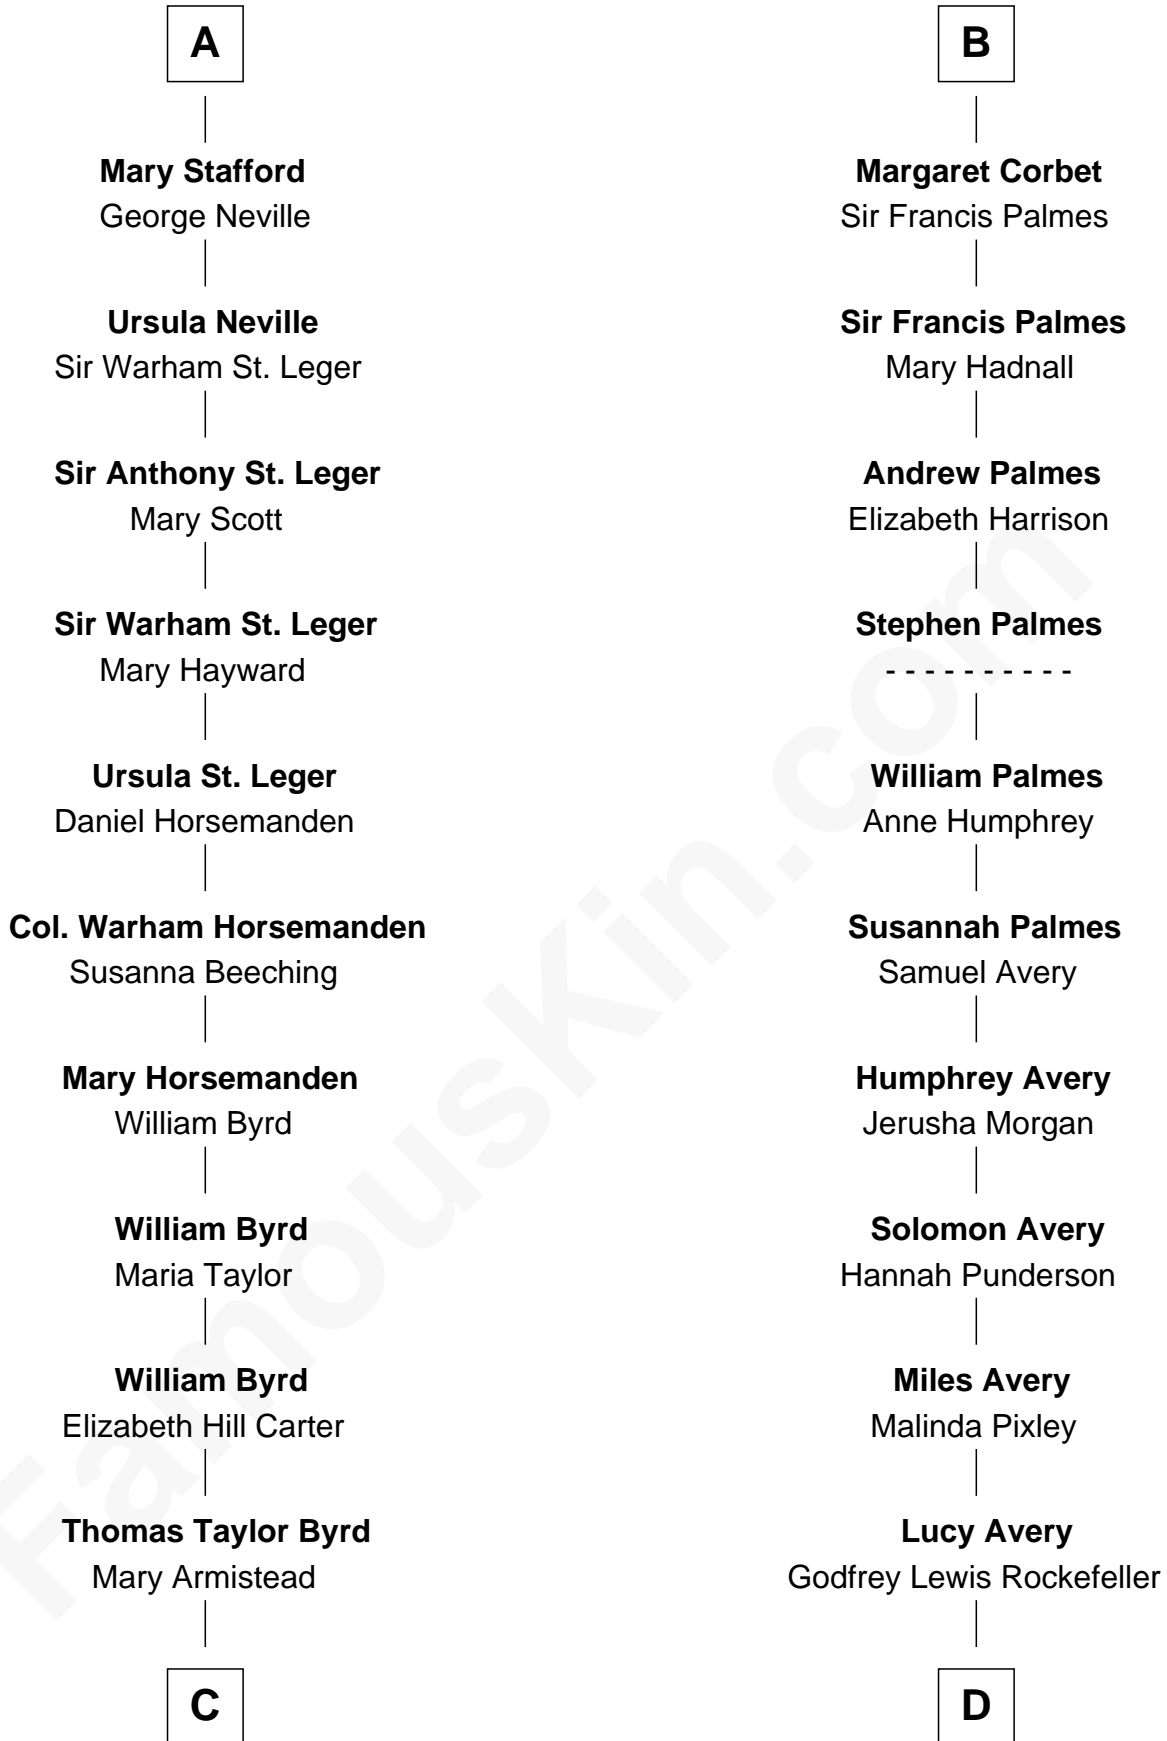 A
Mary Stafford
George Neville
Ursula Neville
Sir Warham St. Leger
Sir Anthony St. Leger
Mary Scott
Sir Warham St. Leger
Mary Hayward
Ursula St. Leger
Daniel Horsemanden
Col. Warham Horsemanden
Susanna Beeching
Mary Horsemanden
William Byrd
William Byrd
Maria Taylor
William Byrd
Elizabeth Hill Carter
Thomas Taylor Byrd
Mary Armistead
C
B
Margaret Corbet
Sir Francis Palmes
Sir Francis Palmes
Mary Hadnall
Andrew Palmes
Elizabeth Harrison
Stephen Palmes
- - - - - - - - - -
William Palmes
Anne Humphrey
Susannah Palmes
Samuel Avery
Humphrey Avery
Jerusha Morgan
Solomon Avery
Hannah Punderson
Miles Avery
Malinda Pixley
Lucy Avery
Godfrey Lewis Rockefeller
D
FamousKin.com